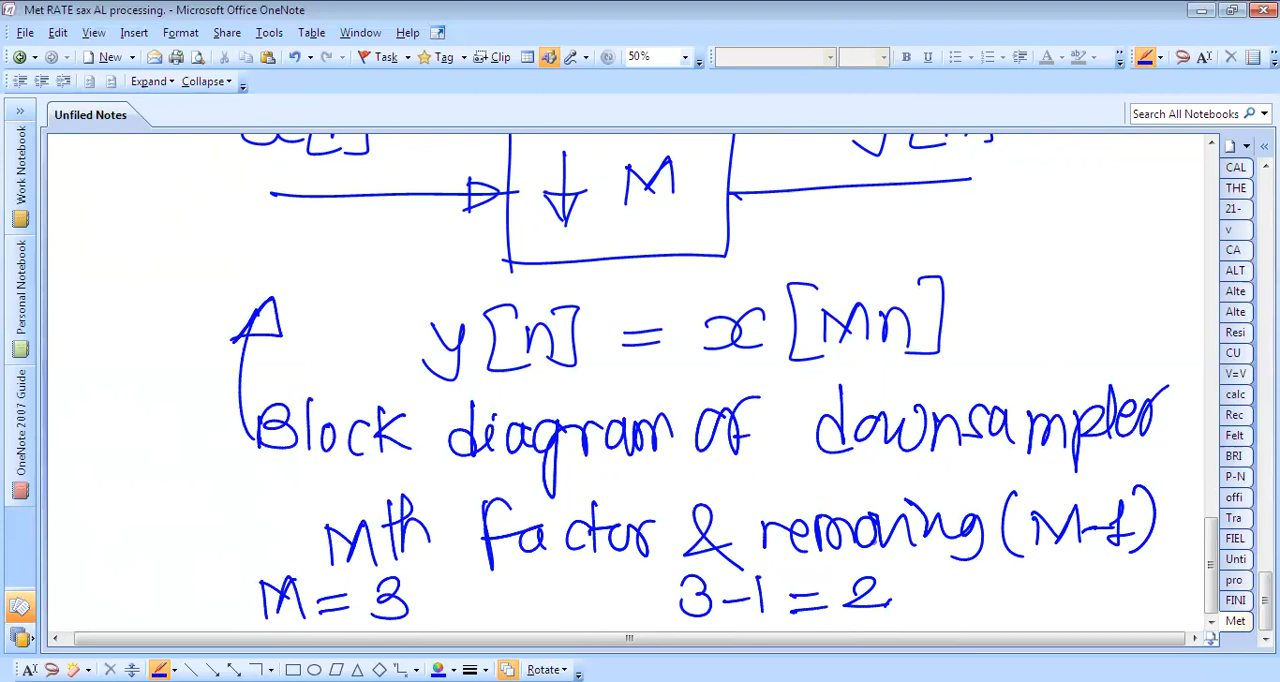 Met RATE sax AL processing. - Microsoft Office OneNote
File Edit View Insert Format Share Tools Table Window Help
New Task Tag Clip 50% B U A A
Expand Collapse
Unfiled Notes
Search All Notebooks
Work Notebook
Personal Notebook
OneNote 2007 Guide
↓ M
y[n] = x[Mn]
Block diagram of downsampler
Mth factor & removing (M-1)
M = 3 3-1 = 2
CAL
THE
21-
v
CA
ALT
Alte
Alte
Resi
CU
V=V
calc
Rec
Felt
BRI
P-N
offi
Tra
FIEL
Unti
pro
FINI
Met
Rotate